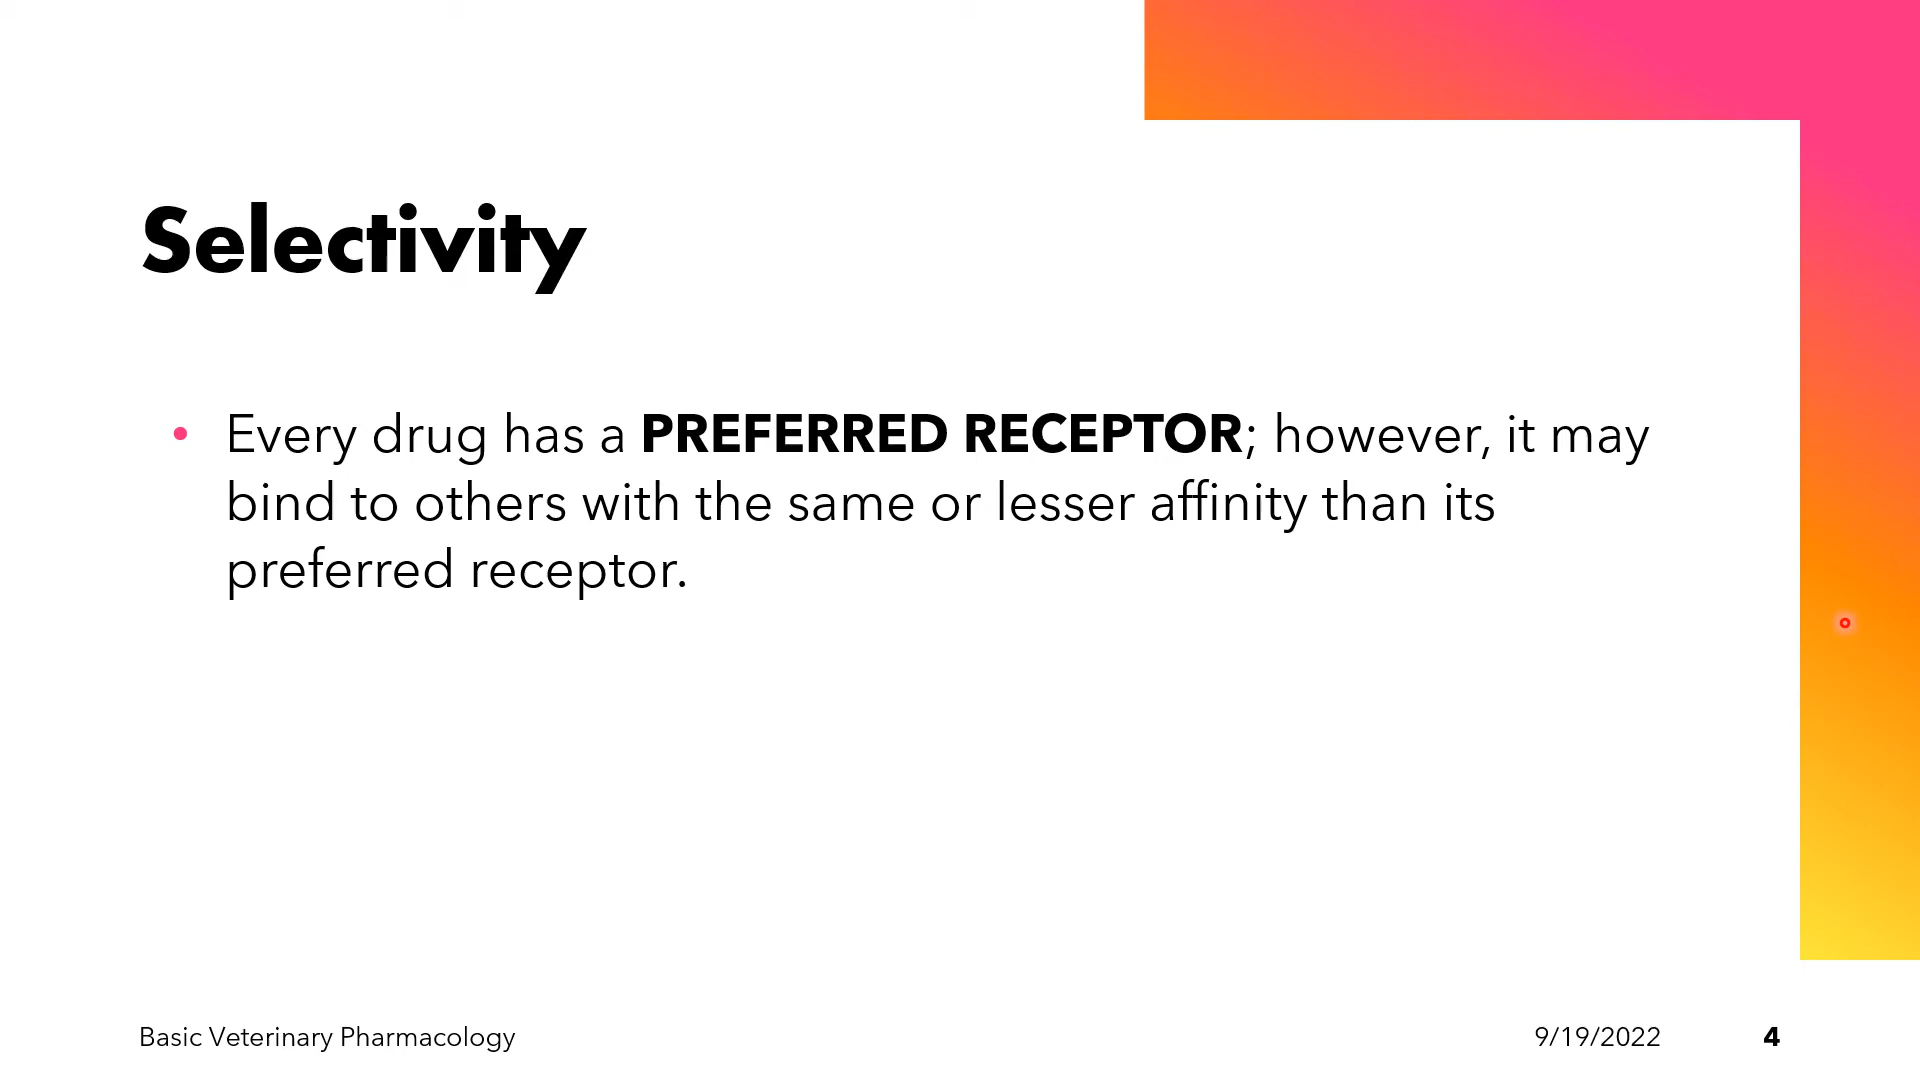 Selectivity
• Every drug has a PREFERRED RECEPTOR; however, it may
bind to others with the same or lesser affinity than its
preferred receptor.
Basic Veterinary Pharmacology 9/19/2022 4